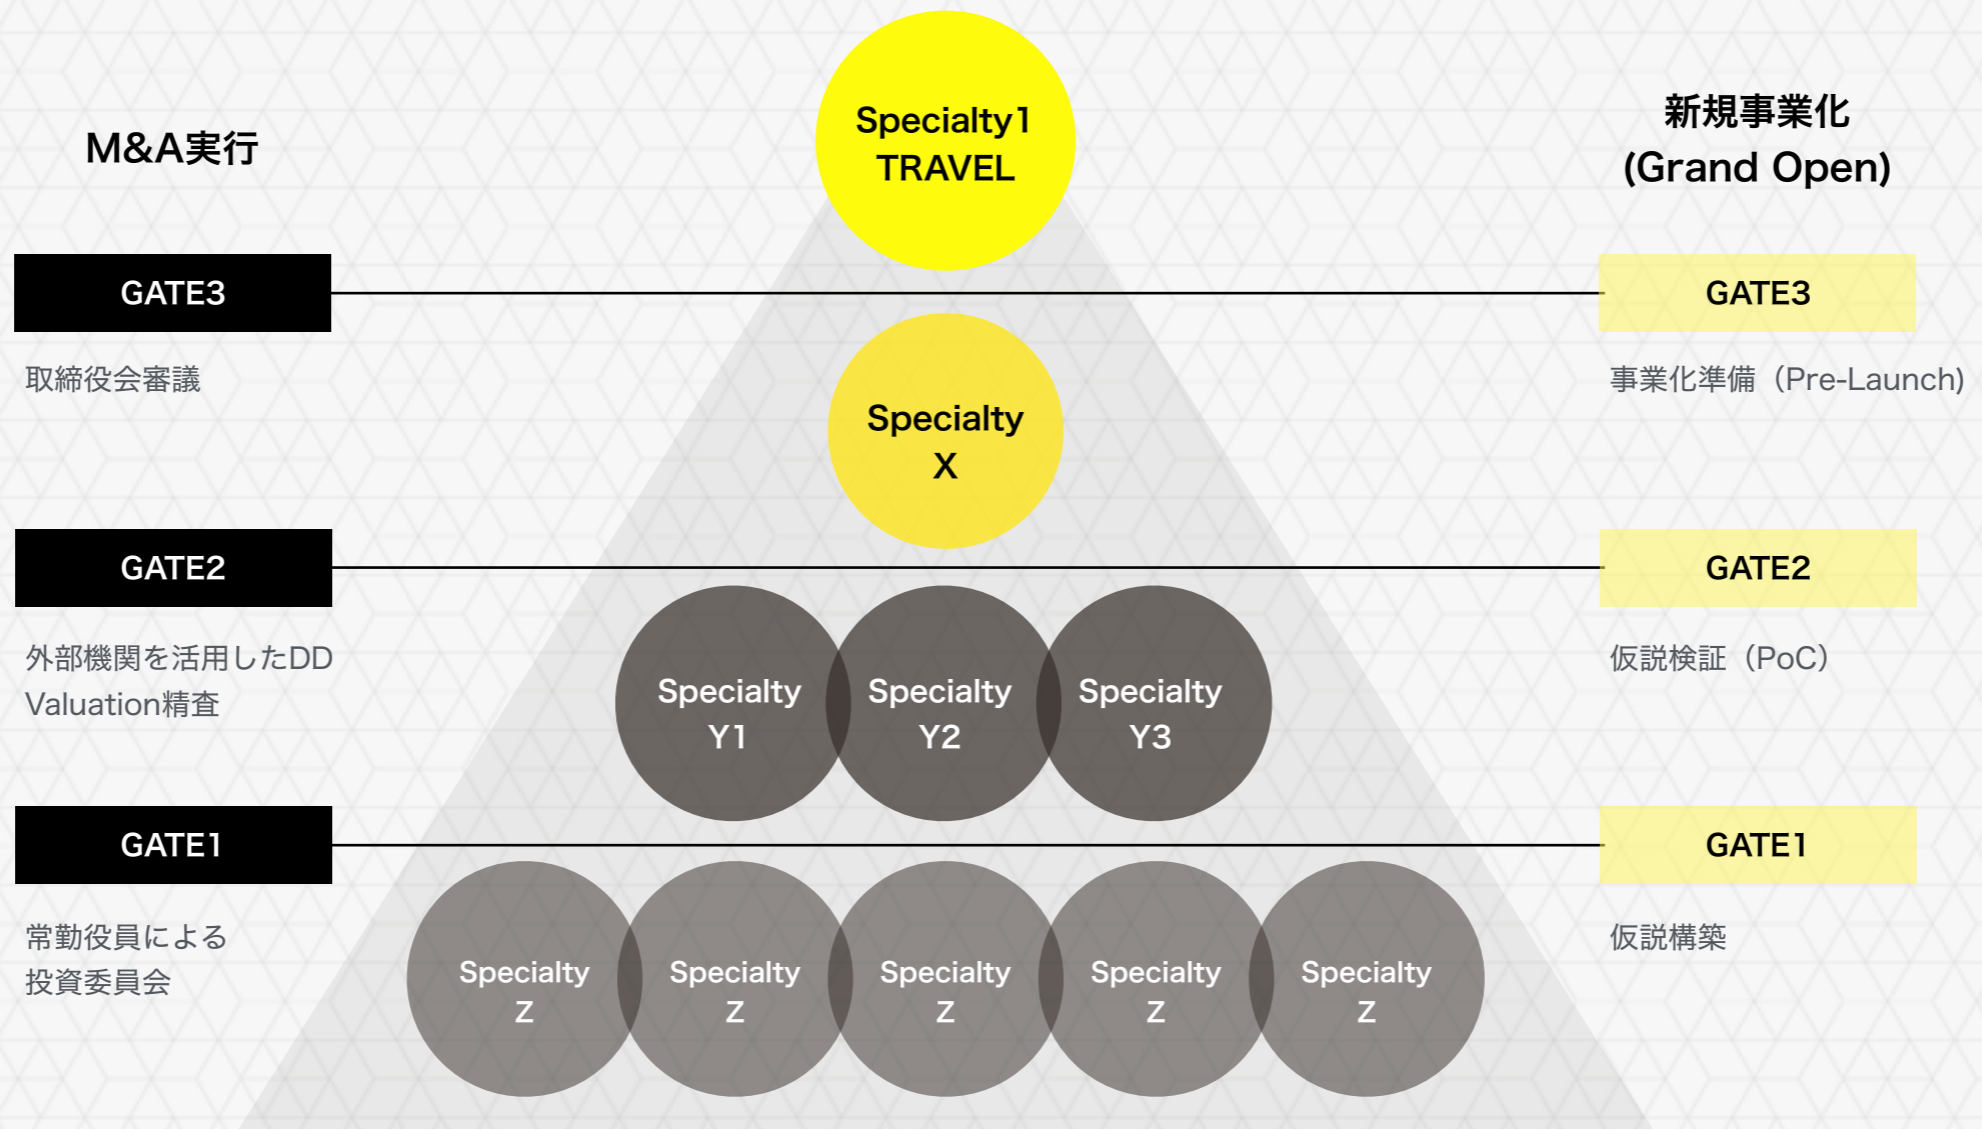 M&A実行
Specialty1
TRAVEL
新規事業化
(Grand Open)
GATE3
GATE3
取締役会審議
事業化準備（Pre-Launch)
Specialty
X
GATE2
GATE2
外部機関を活用したDD
Valuation精査
仮説検証（PoC）
Specialty
Y1
Specialty
Y2
Specialty
Y3
GATE1
GATE1
常勤役員による
投資委員会
仮説構築
Specialty
Z
Specialty
Z
Specialty
Z
Specialty
Z
Specialty
Z